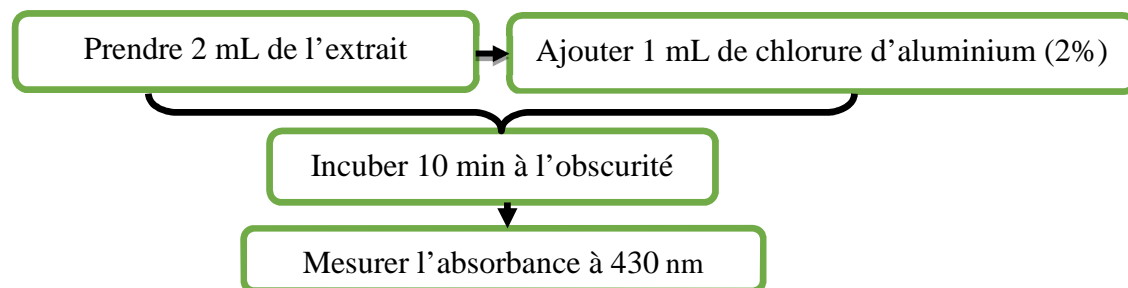 Prendre 2 mL de l’extrait
Ajouter 1 mL de chlorure d’aluminium (2%)
Incuber 10 min à l’obscurité
Mesurer l’absorbance à 430 nm